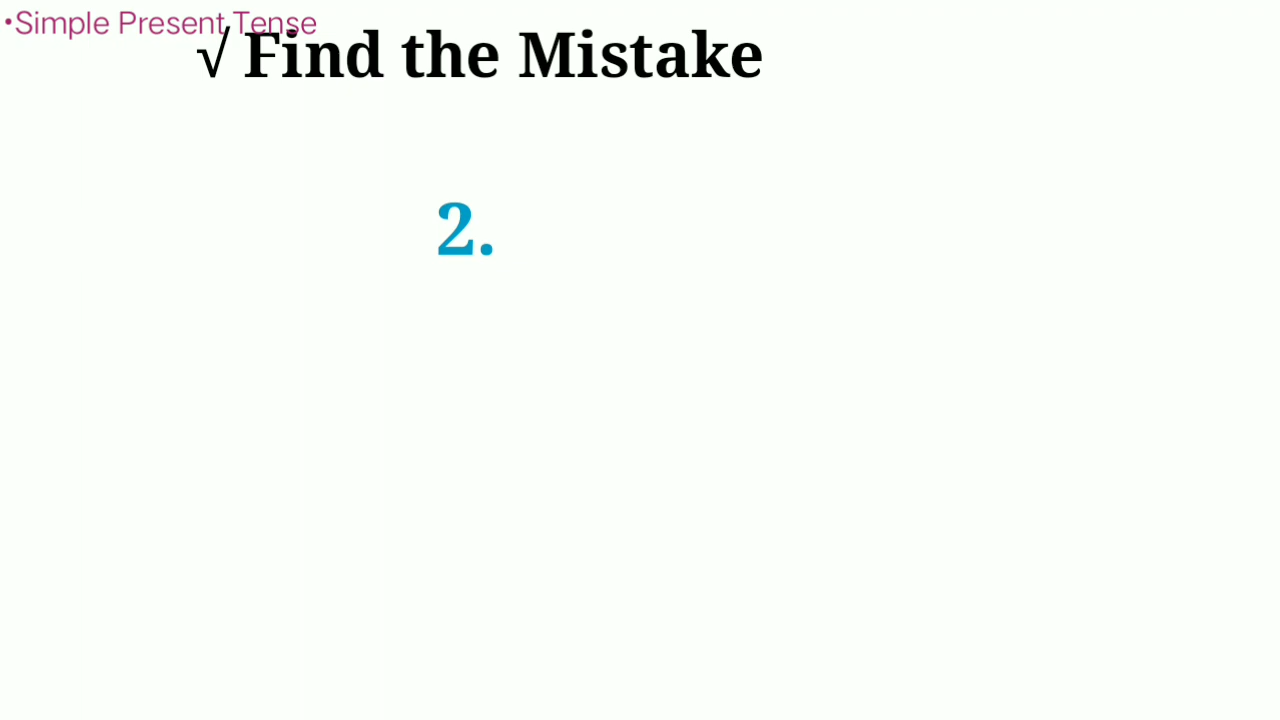 •Simple Present Tense
√ Find the Mistake
2.